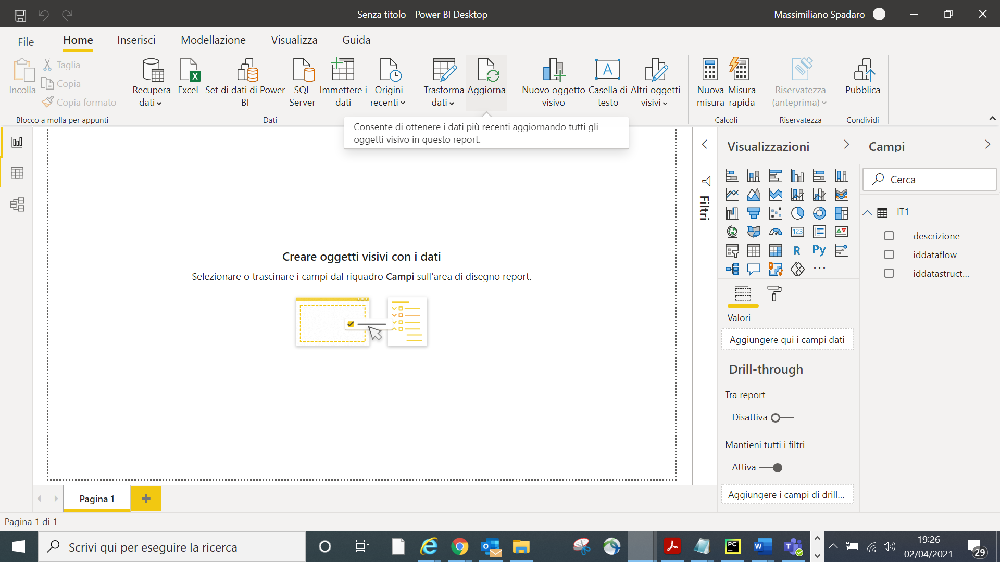 Senza titolo - Power BI Desktop
Massimiliano Spadaro
File
Home
Inserisci
Modellazione
Visualizza
Guida
Incolla
Taglia
Copia
Copia formato
Blocco a molla per appunti
Recupera dati
Excel
Set di dati di Power BI
SQL Server
Immettere i dati
Origini recenti
Dati
Trasforma dati
Aggiorna
Nuovo oggetto visivo
Casella di testo
Altri oggetti visivi
Nuova misura
Misura rapida
Calcoli
Riservatezza (anteprima)
Riservatezza
Pubblica
Condividi
Consente di ottenere i dati più recenti aggiornando tutti gli
oggetti visivo in questo report.
Creare oggetti visivi con i dati
Selezionare o trascinare i campi dal riquadro Campi sull'area di disegno report.
Filtri
Visualizzazioni
123
R
Py
Valori
Aggiungere qui i campi dati
Drill-through
Tra report
Disattiva
Mantieni tutti i filtri
Attiva
Aggiungere i campi di drill...
Campi
Cerca
IT1
descrizione
iddataflow
iddatastruct...
Pagina 1
Pagina 1 di 1
Scrivi qui per eseguire la ricerca
19:26
02/04/2021
29